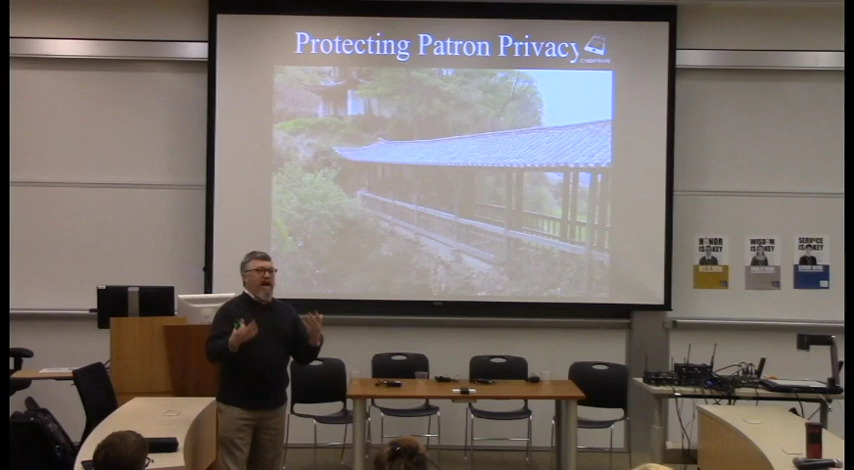 Protecting Patron Privacy
HONOR
IS KEY
WISDOM
IS KEY
SERVICE
IS KEY